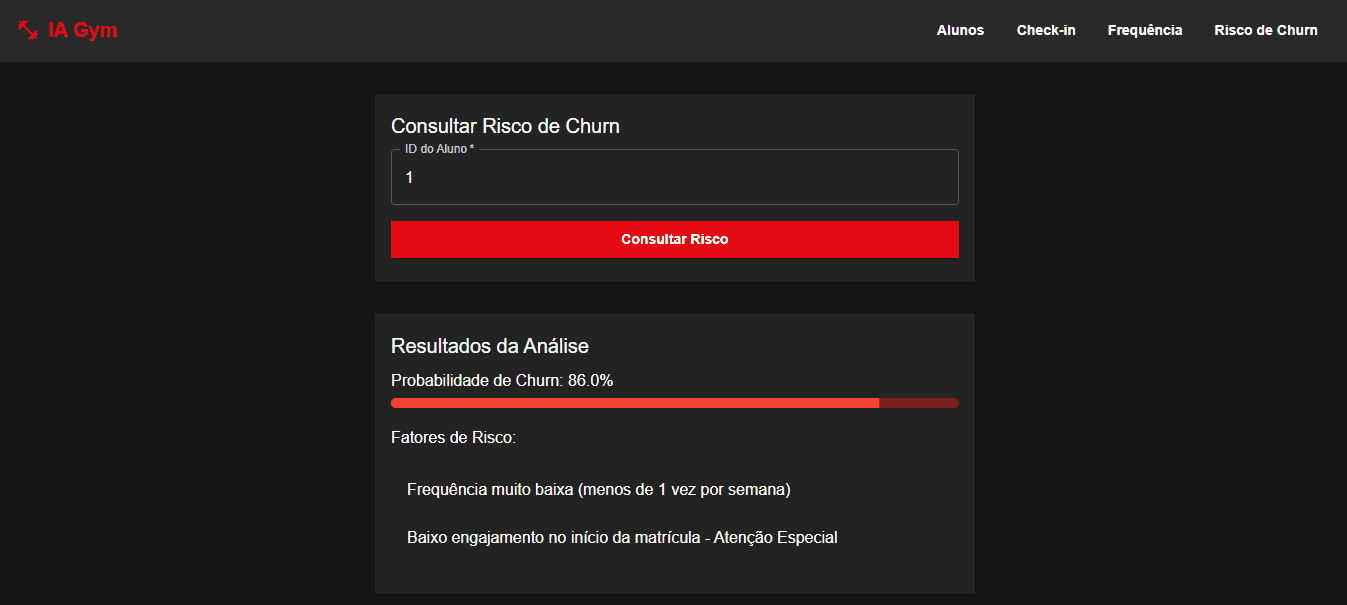 IA Gym
Alunos Check-in Frequência Risco de Churn
Consultar Risco de Churn
ID do Aluno *
1
Consultar Risco
Resultados da Análise
Probabilidade de Churn: 86.0%
Fatores de Risco:
Frequência muito baixa (menos de 1 vez por semana)
Baixo engajamento no início da matrícula - Atenção Especial